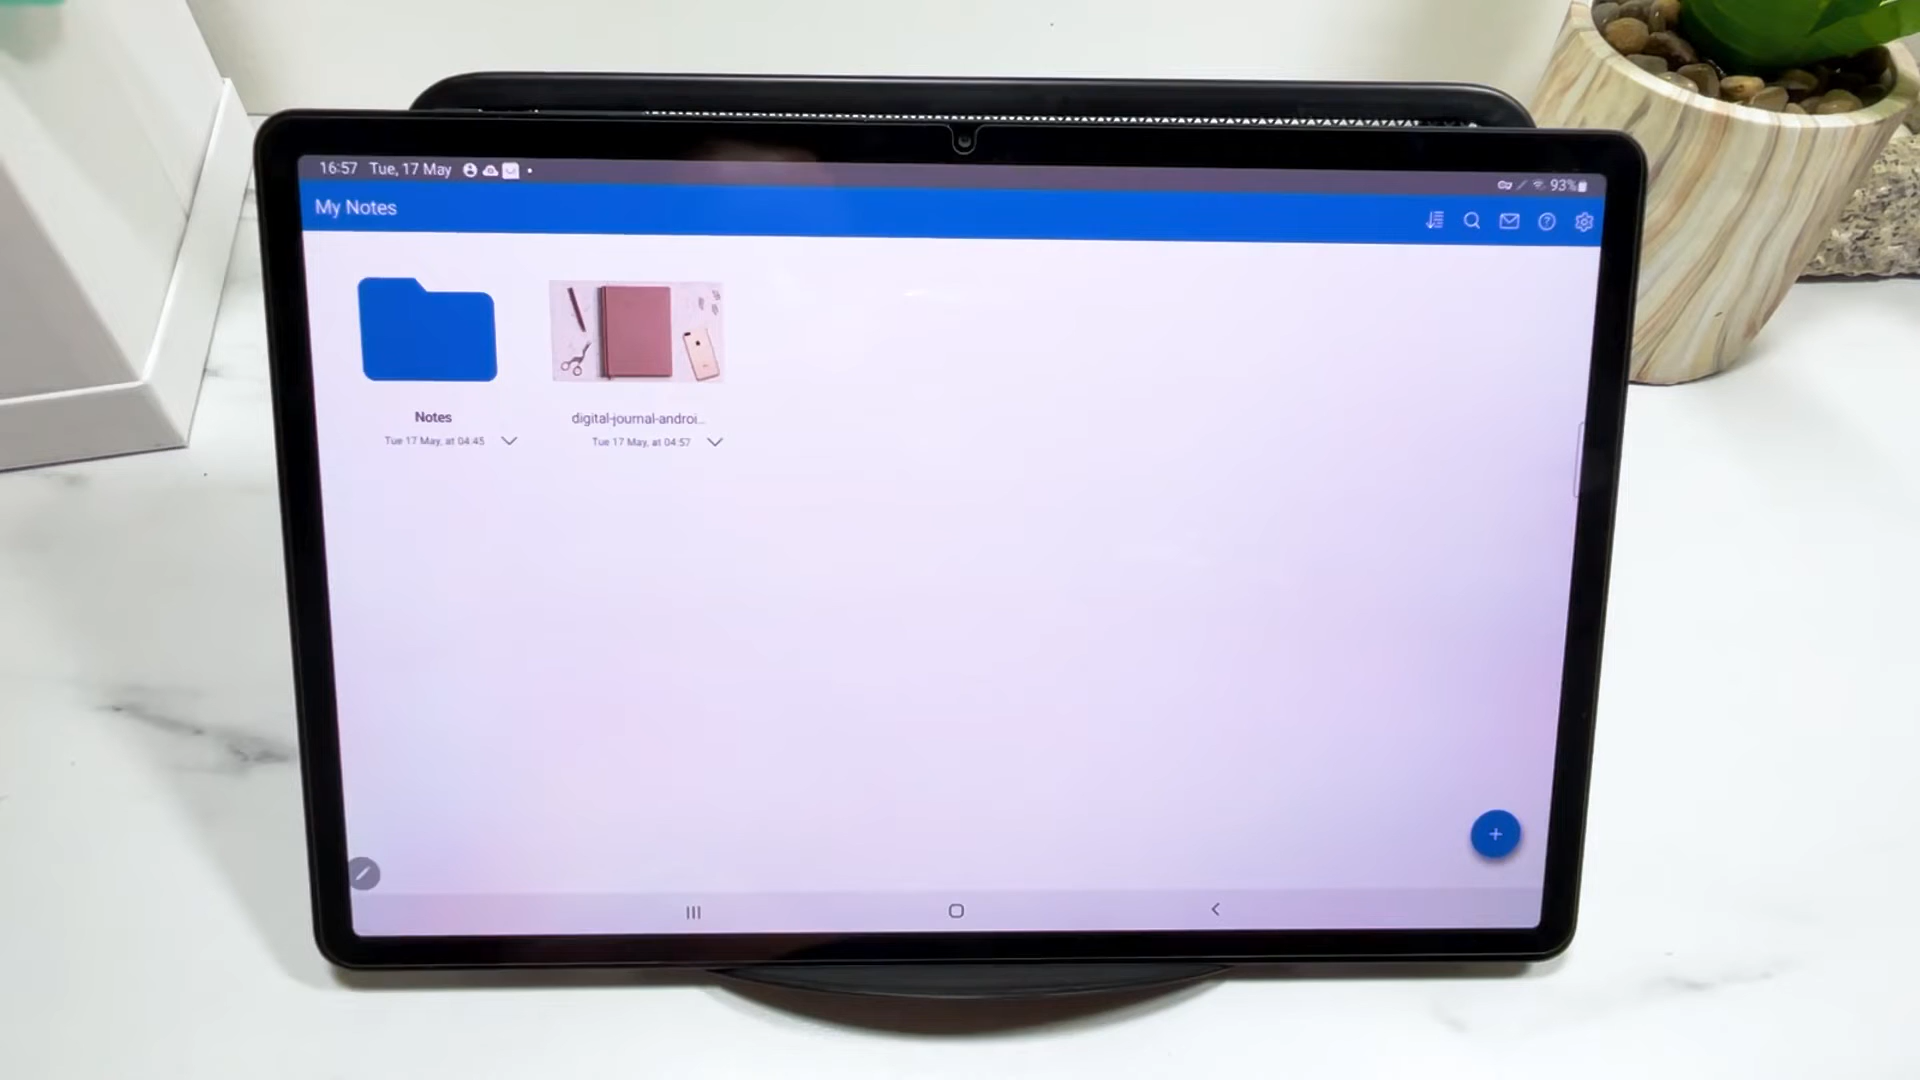 16:57 Tue, 17 May
93%
My Notes
Notes
Tue 17 May, at 04:45
digital-journal-androi...
Tue 17 May, at 04:57